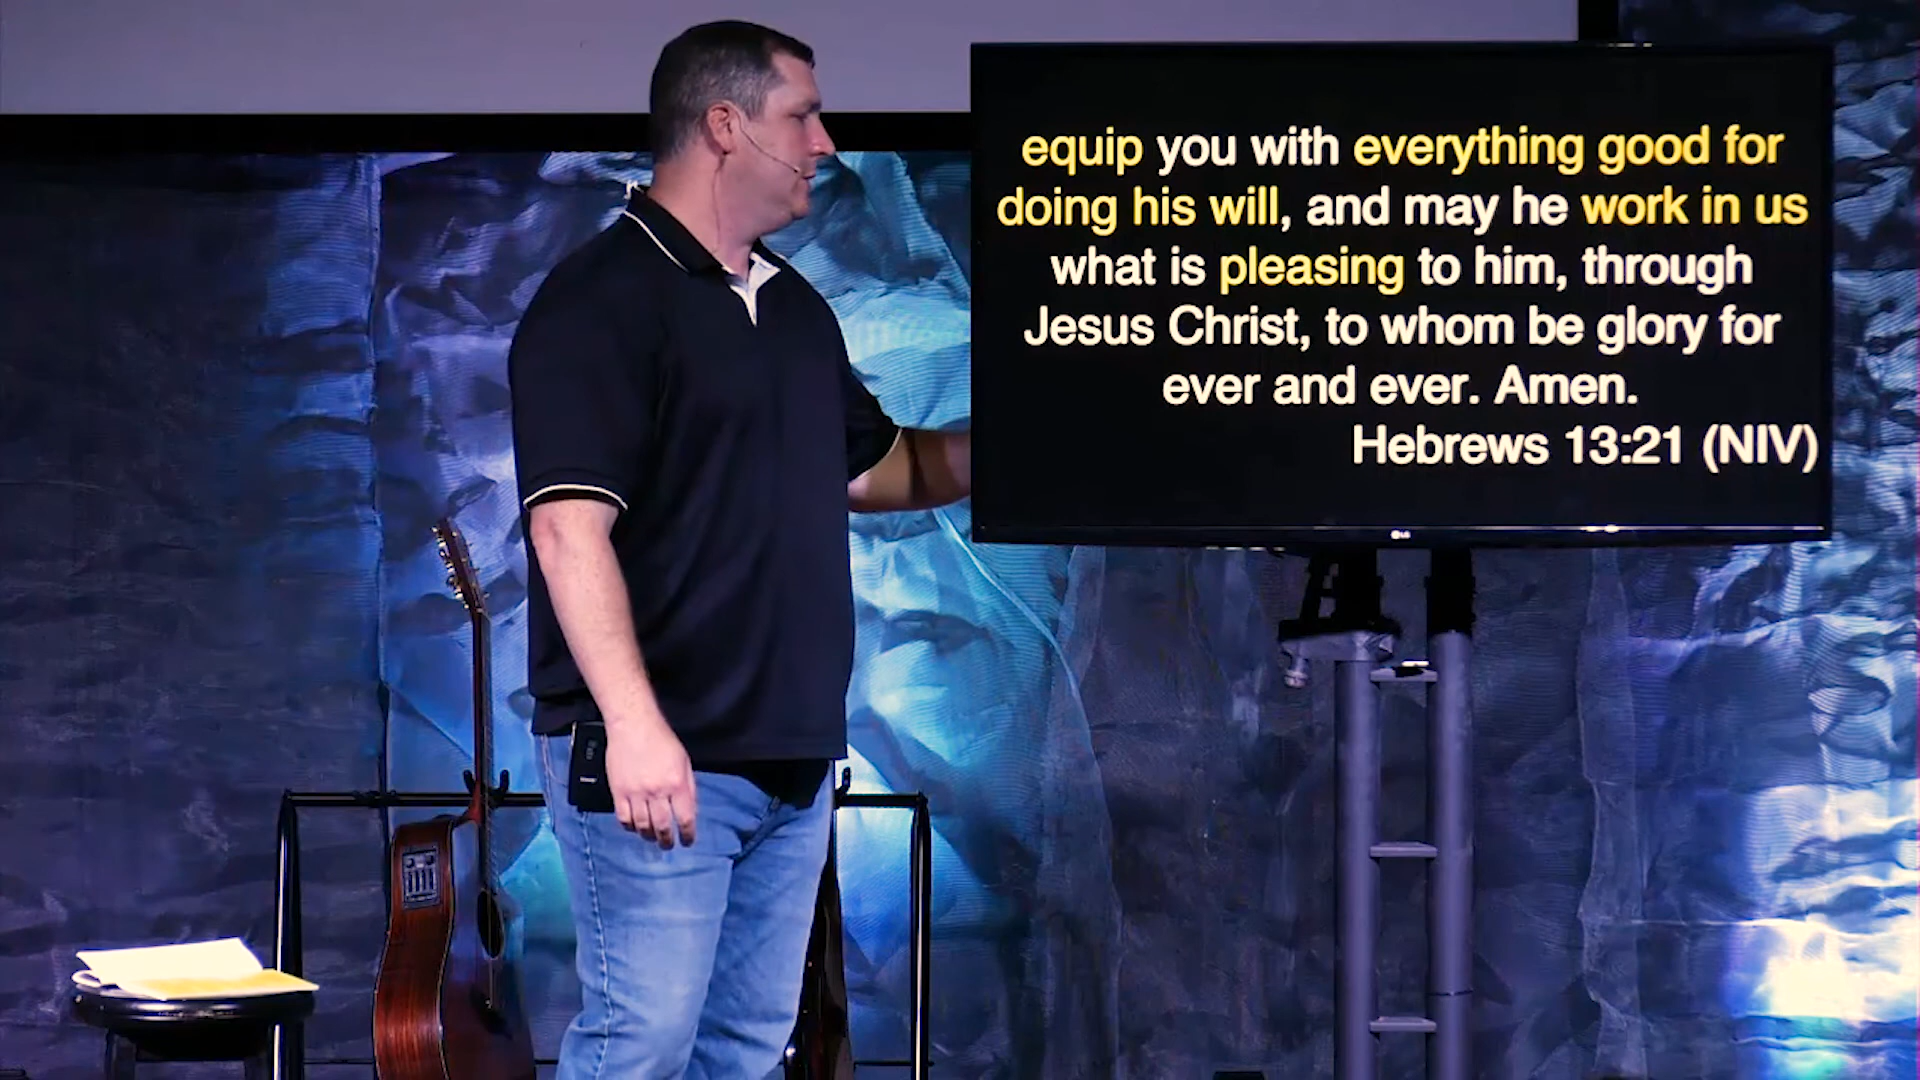 equip you with everything good for
doing his will, and may he work in us
what is pleasing to him, through
Jesus Christ, to whom be glory for
ever and ever. Amen.
Hebrews 13:21 (NIV)
LG